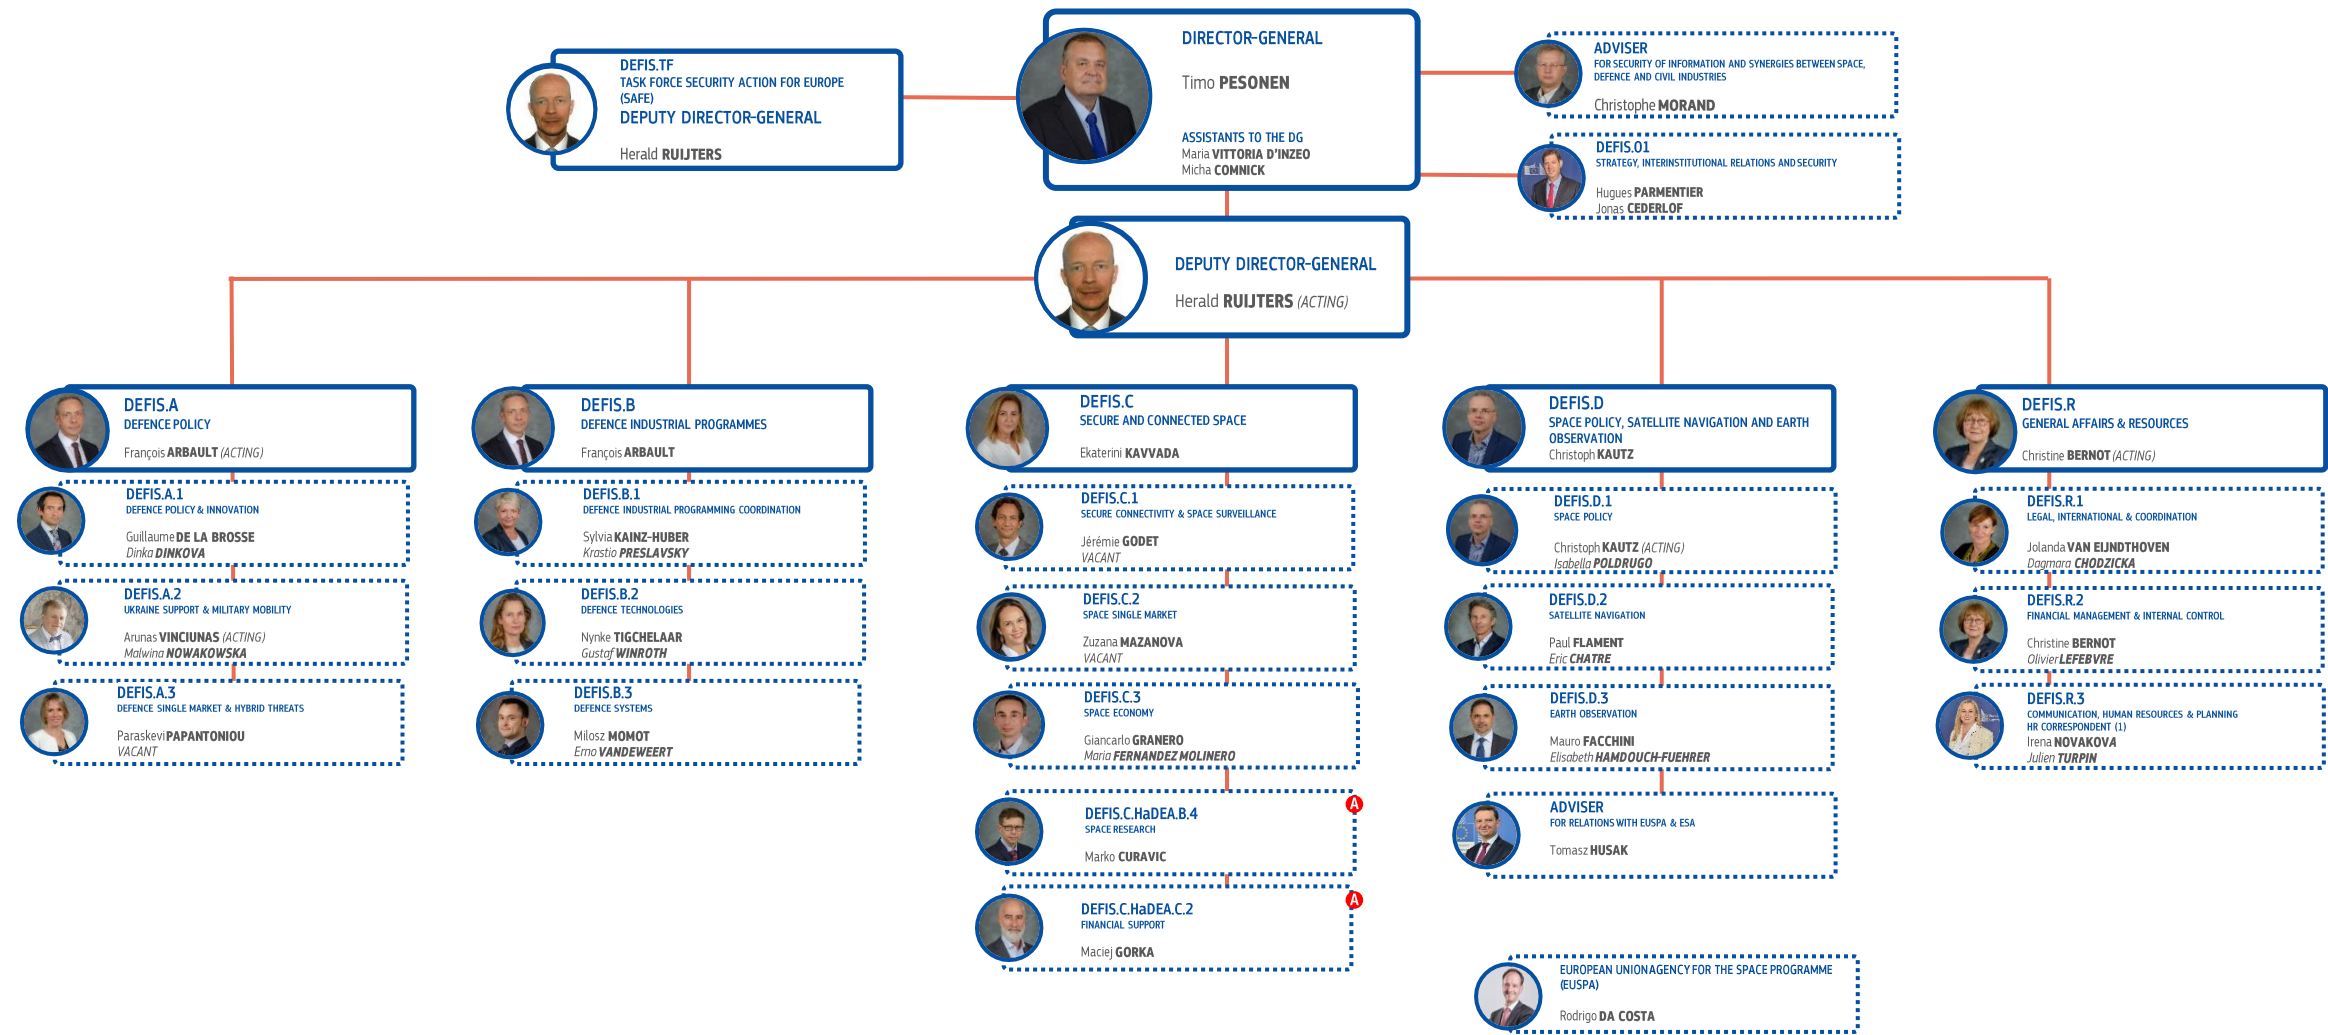 DIRECTOR-GENERAL
Timo PESONEN
ASSISTANTS TO THE DG
Maria VITTORIA D'INZEO
Micha COMNICK
DEFIS.TF
TASK FORCE SECURITY ACTION FOR EUROPE
(SAFE)
DEPUTY DIRECTOR-GENERAL
Herald RUIJTERS
ADVISER
FOR SECURITY OF INFORMATION AND SYNERGIES BETWEEN SPACE,
DEFENCE AND CIVIL INDUSTRIES
Christophe MORAND
DEFIS.01
STRATEGY, INTERINSTITUTIONAL RELATIONS AND SECURITY
Hugues PARMENTIER
Jonas CEDERLOF
DEPUTY DIRECTOR-GENERAL
Herald RUIJTERS (ACTING)
DEFIS.A
DEFENCE POLICY
François ARBAULT (ACTING)
DEFIS.A.1
DEFENCE POLICY & INNOVATION
Guillaume DE LA BROSSE
Dinka DINKOVA
DEFIS.A.2
UKRAINE SUPPORT & MILITARY MOBILITY
Arunas VINCIUNAS (ACTING)
Malwina NOWAKOWSKA
DEFIS.A.3
DEFENCE SINGLE MARKET & HYBRID THREATS
Paraskevi PAPANTONIOU
VACANT
DEFIS.B
DEFENCE INDUSTRIAL PROGRAMMES
François ARBAULT
DEFIS.B.1
DEFENCE INDUSTRIAL PROGRAMMING COORDINATION
Sylvia KAINZ-HUBER
Krastio PRESLAVSKY
DEFIS.B.2
DEFENCE TECHNOLOGIES
Nynke TIGCHELAAR
Gustaf WINROTH
DEFIS.B.3
DEFENCE SYSTEMS
Milosz MOMOT
Erno VANDEWEERT
DEFIS.C
SECURE AND CONNECTED SPACE
Ekaterini KAVVADA
DEFIS.C.1
SECURE CONNECTIVITY & SPACE SURVEILLANCE
Jérémie GODET
VACANT
DEFIS.C.2
SPACE SINGLE MARKET
Zuzana MAZANOVA
VACANT
DEFIS.C.3
SPACE ECONOMY
Giancarlo GRANERO
Maria FERNANDEZ MOLINERO
A
DEFIS.C.HaDEA.B.4
SPACE RESEARCH
Marko CURAVIC
A
DEFIS.C.HaDEA.C.2
FINANCIAL SUPPORT
Maciej GORKA
DEFIS.D
SPACE POLICY, SATELLITE NAVIGATION AND EARTH
OBSERVATION
Christoph KAUTZ
DEFIS.D.1
SPACE POLICY
Christoph KAUTZ (ACTING)
Isabella POLDRUGO
DEFIS.D.2
SATELLITE NAVIGATION
Paul FLAMENT
Eric CHATRE
DEFIS.D.3
EARTH OBSERVATION
Mauro FACCHINI
Elisabeth HAMDOUCH-FUEHRER
ADVISER
FOR RELATIONS WITH EUSPA & ESA
Tomasz HUSAK
EUROPEAN UNION AGENCY FOR THE SPACE PROGRAMME
(EUSPA)
Rodrigo DA COSTA
DEFIS.R
GENERAL AFFAIRS & RESOURCES
Christine BERNOT (ACTING)
DEFIS.R.1
LEGAL, INTERNATIONAL & COORDINATION
Jolanda VAN EIJNDTHOVEN
Dagmara CHODZICKA
DEFIS.R.2
FINANCIAL MANAGEMENT & INTERNAL CONTROL
Christine BERNOT
Olivier LEFEBVRE
DEFIS.R.3
COMMUNICATION, HUMAN RESOURCES & PLANNING
HR CORRESPONDENT (1)
Irena NOVAKOVA
Julien TURPIN